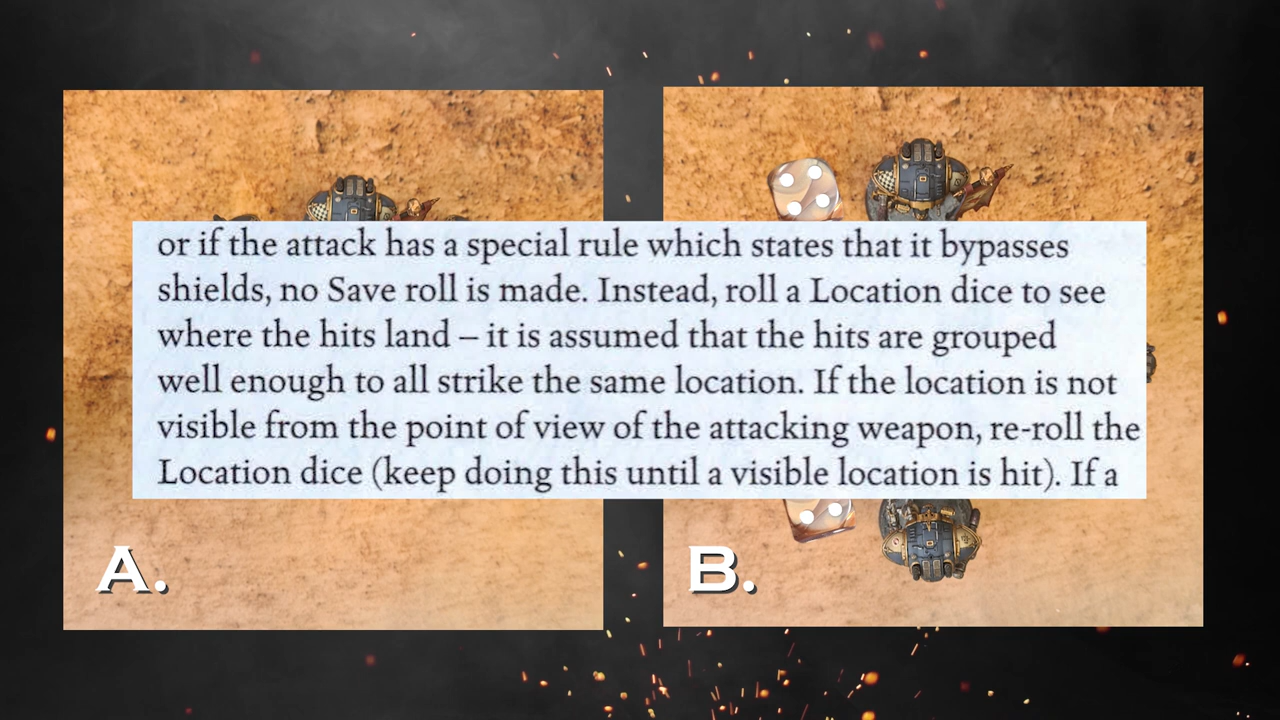 or if the attack has a special rule which states that it bypasses
shields, no Save roll is made. Instead, roll a Location dice to see
where the hits land – it is assumed that the hits are grouped
well enough to all strike the same location. If the location is not
visible from the point of view of the attacking weapon, re-roll the
Location dice (keep doing this until a visible location is hit). If a
A.
B.